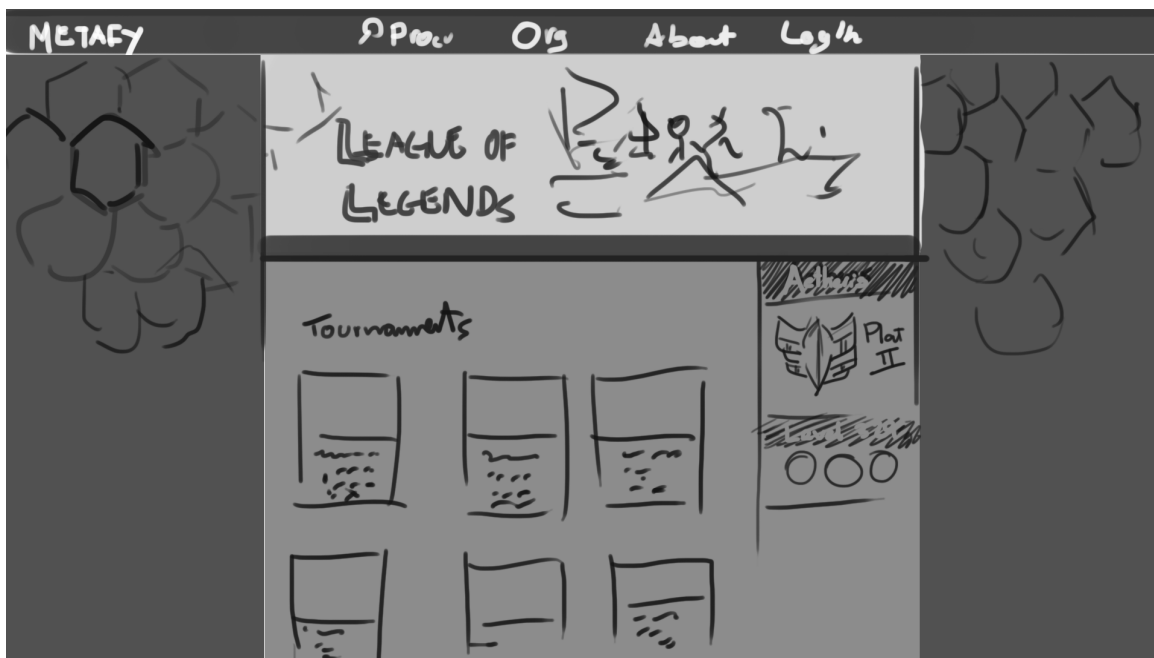 METAFY
Org
About
Login
LEAGUE OF
LEGENDS
Tournaments
Plat
II